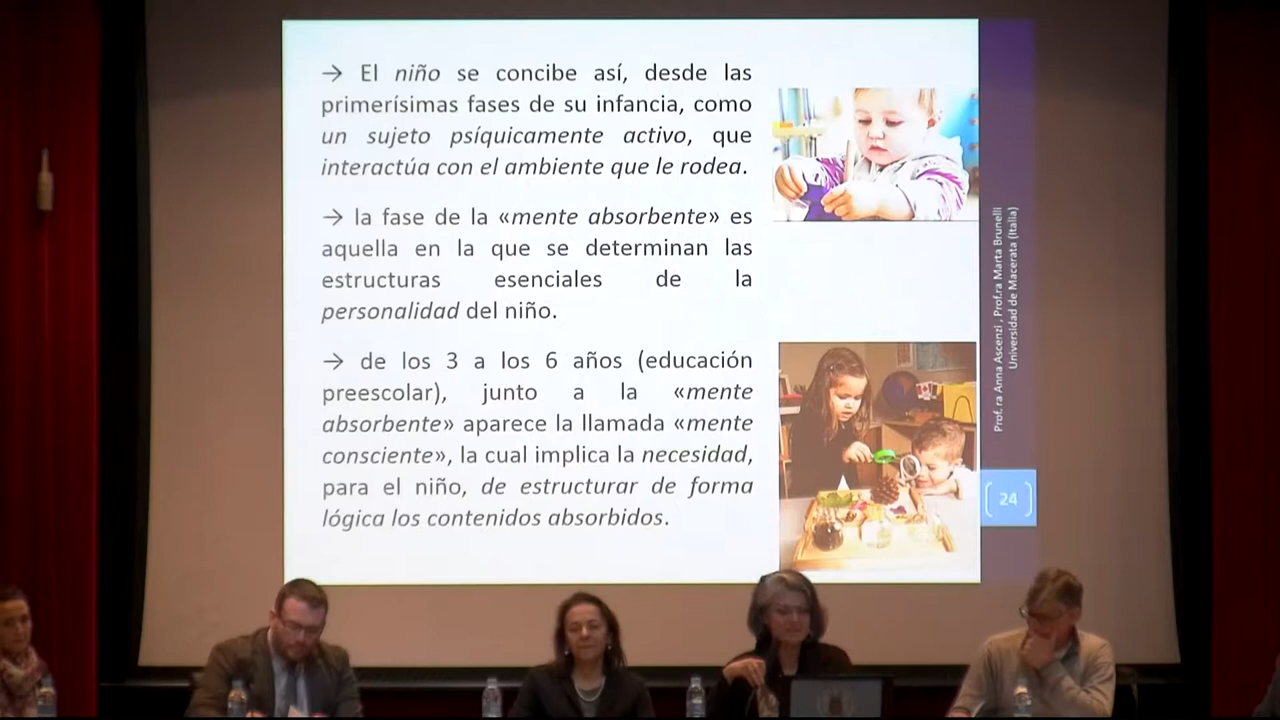 → El niño se concibe así, desde las
primerísimas fases de su infancia, como
un sujeto psíquicamente activo, que
interactúa con el ambiente que le rodea.
→ la fase de la «mente absorbente» es
aquella en la que se determinan las
estructuras esenciales de la
personalidad del niño.
→ de los 3 a los 6 años (educación
preescolar), junto a la «mente
absorbente» aparece la llamada «mente
consciente», la cual implica la necesidad,
para el niño, de estructurar de forma
lógica los contenidos absorbidos.
Prof. ra Anna Ascenzi , Prof.ra Marta Brunelli
Universidad de Macerata (Italia)
24